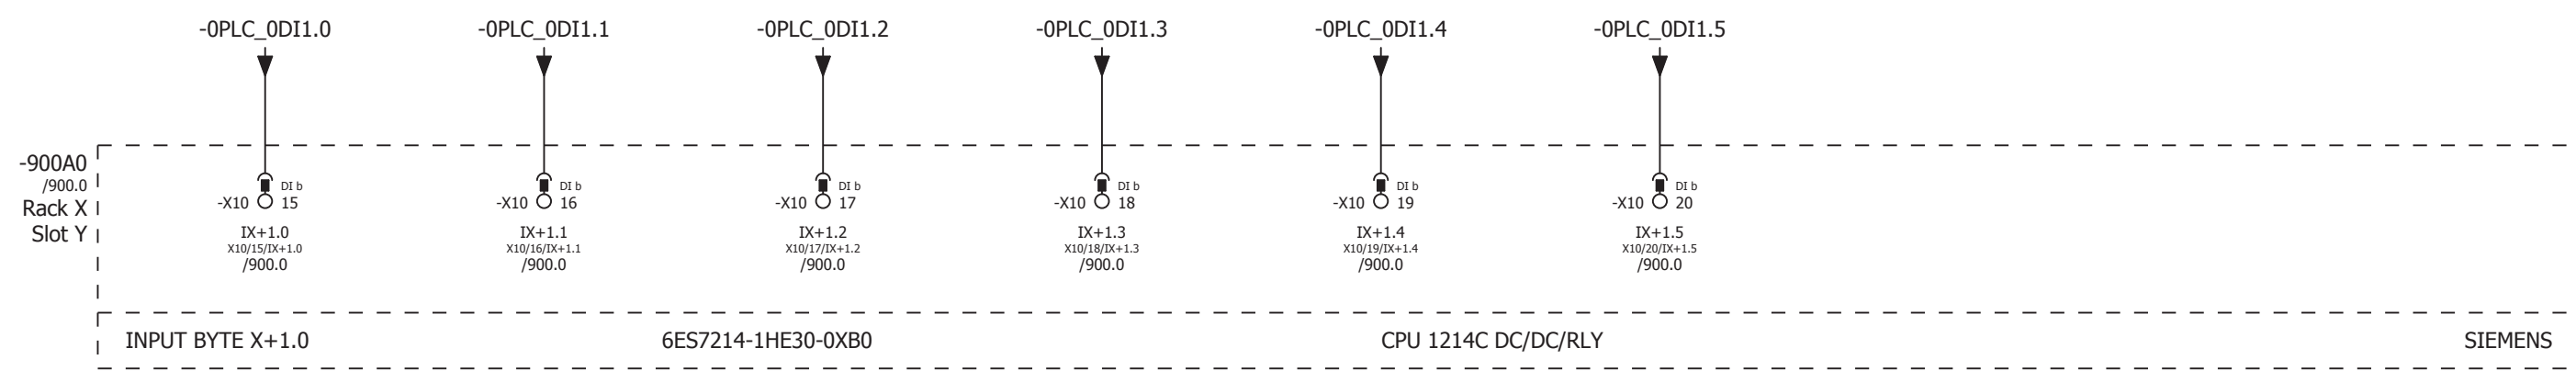 -0PLC_0DI1.0 -0PLC_0DI1.1 -0PLC_0DI1.2 -0PLC_0DI1.3 -0PLC_0DI1.4 -0PLC_0DI1.5
-900A0
/900.0
Rack X
Slot Y
DI b DI b DI b DI b DI b DI b
-X10 15 -X10 16 -X10 17 -X10 18 -X10 19 -X10 20
IX+1.0 IX+1.1 IX+1.2 IX+1.3 IX+1.4 IX+1.5
X10/15/IX+1.0 X10/16/IX+1.1 X10/17/IX+1.2 X10/18/IX+1.3 X10/19/IX+1.4 X10/20/IX+1.5
/900.0 /900.0 /900.0 /900.0 /900.0 /900.0
INPUT BYTE X+1.0 6ES7214-1HE30-0XB0 CPU 1214C DC/DC/RLY SIEMENS